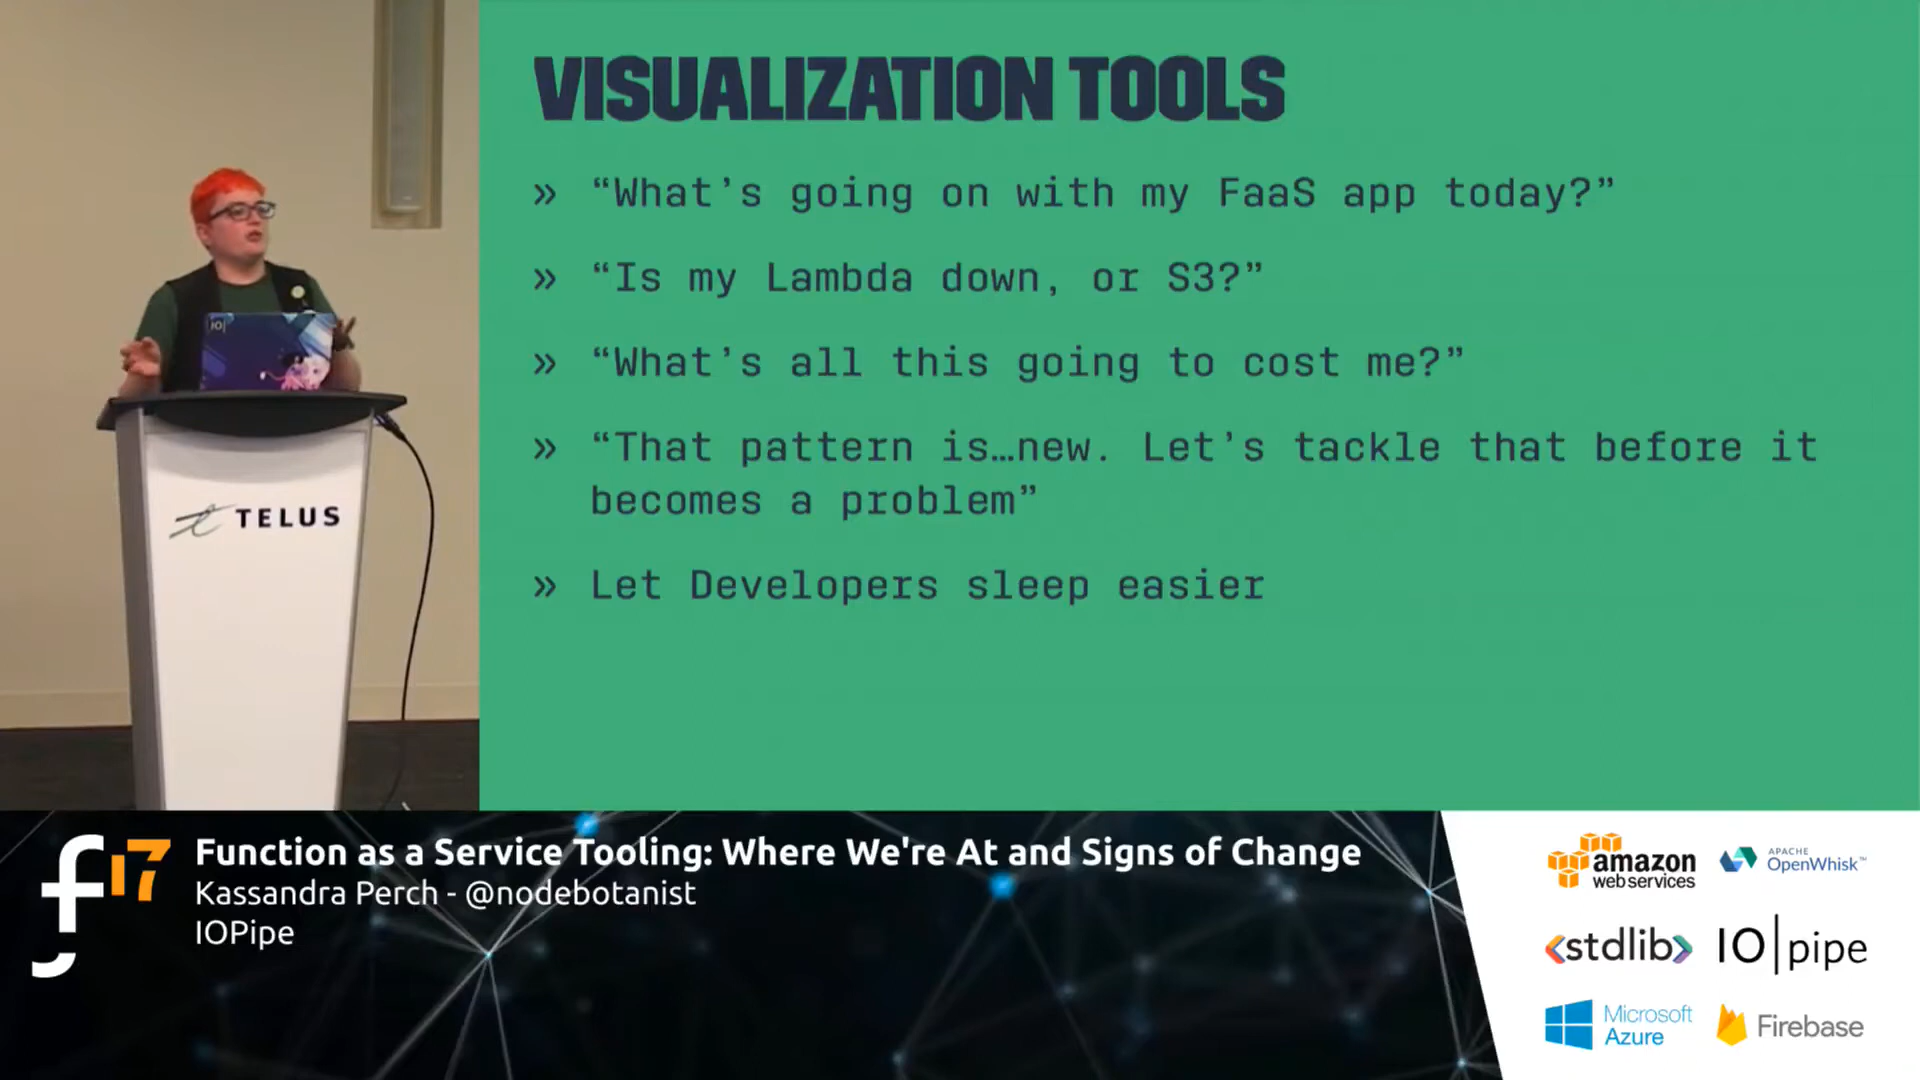 VISUALIZATION TOOLS
» “What’s going on with my FaaS app today?”
» “Is my Lambda down, or S3?”
» “What’s all this going to cost me?”
» “That pattern is…new. Let’s tackle that before it
becomes a problem”
» Let Developers sleep easier
IO|
TELUS
f17
Function as a Service Tooling: Where We're At and Signs of Change
Kassandra Perch - @nodebotanist
IOPipe
amazon
webservices
APACHE
OpenWhisk™
<stdlib>
IO|pipe
Microsoft
Azure
Firebase